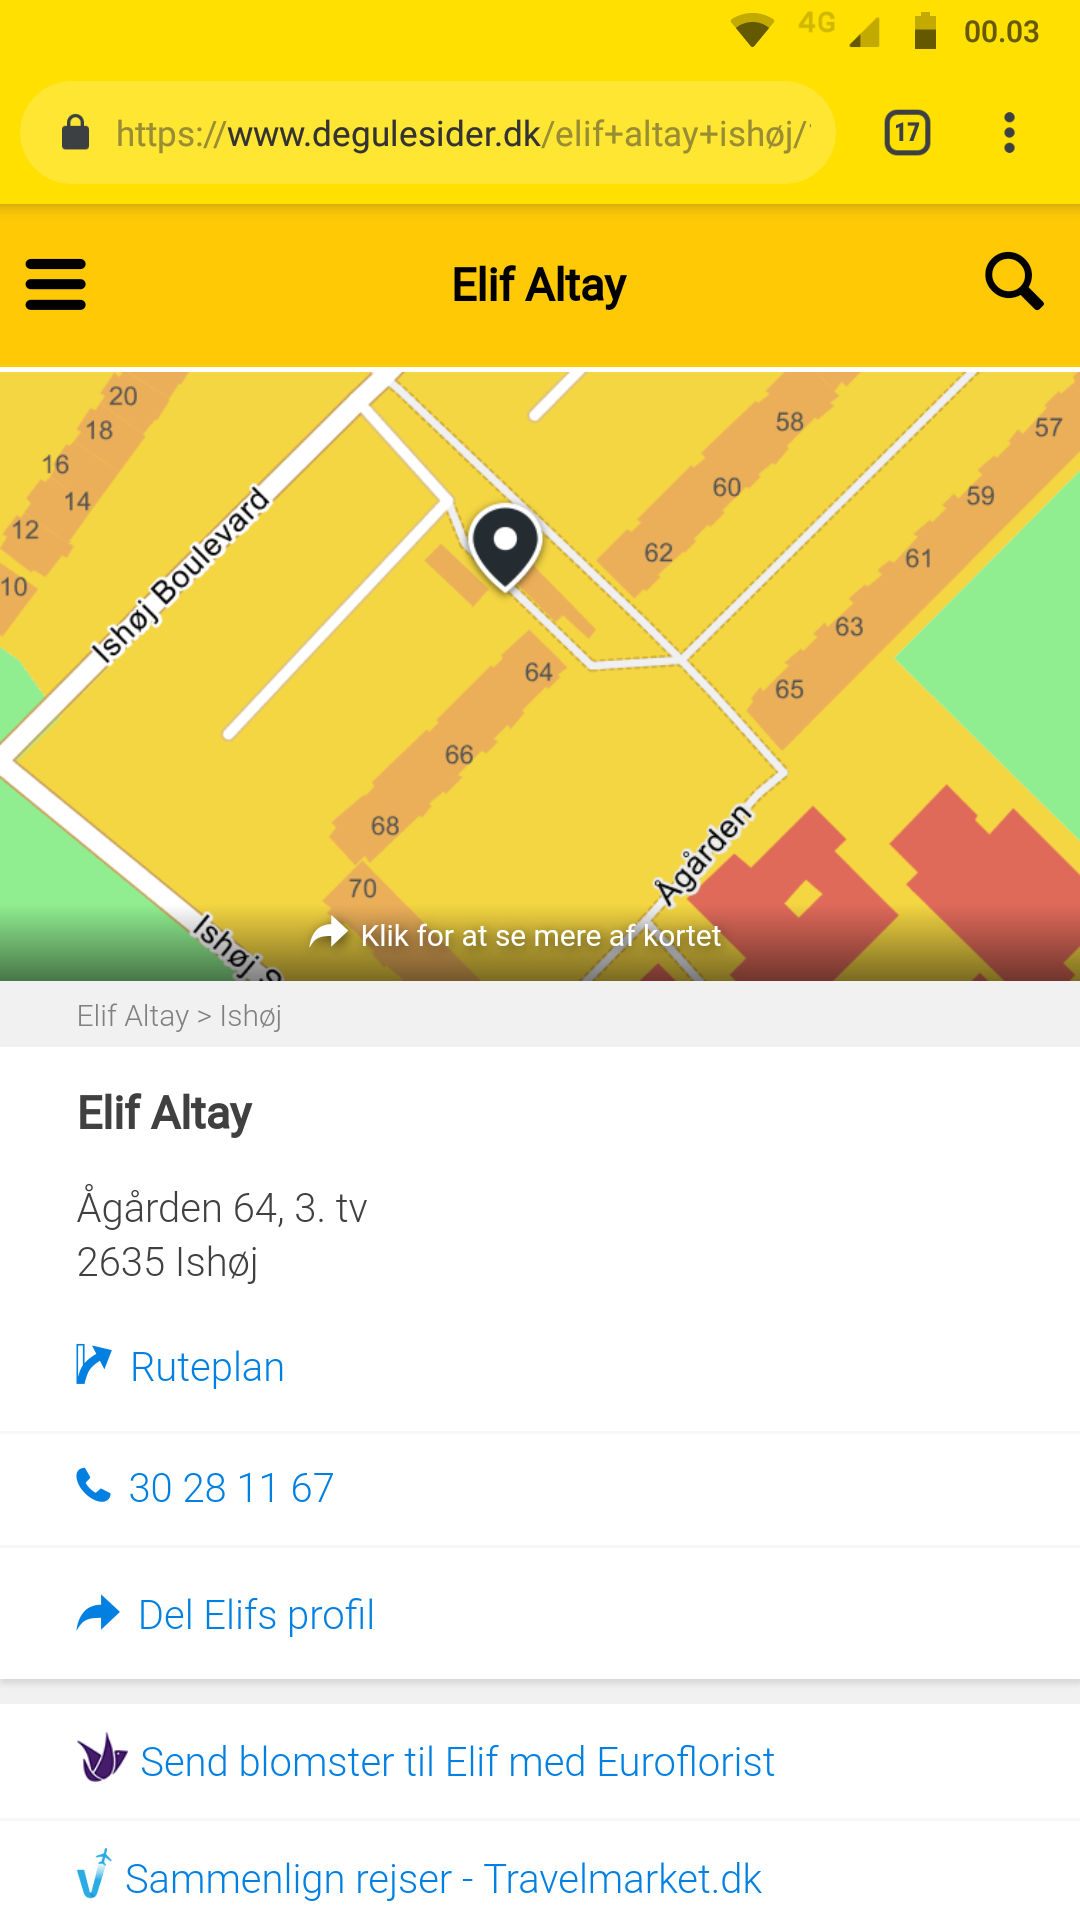 4G 00.03
https://www.degulesider.dk/elif+altay+ishøj/
17
Elif Altay
20
18
16
14
12
10
58
57
60
59
62
61
63
64
65
66
68
70
Ishøj Boulevard
Ågården
Ishøj S
Klik for at se mere af kortet
Elif Altay > Ishøj
Elif Altay
Ågården 64, 3. tv
2635 Ishøj
Ruteplan
30 28 11 67
Del Elifs profil
Send blomster til Elif med Euroflorist
Sammenlign rejser - Travelmarket.dk